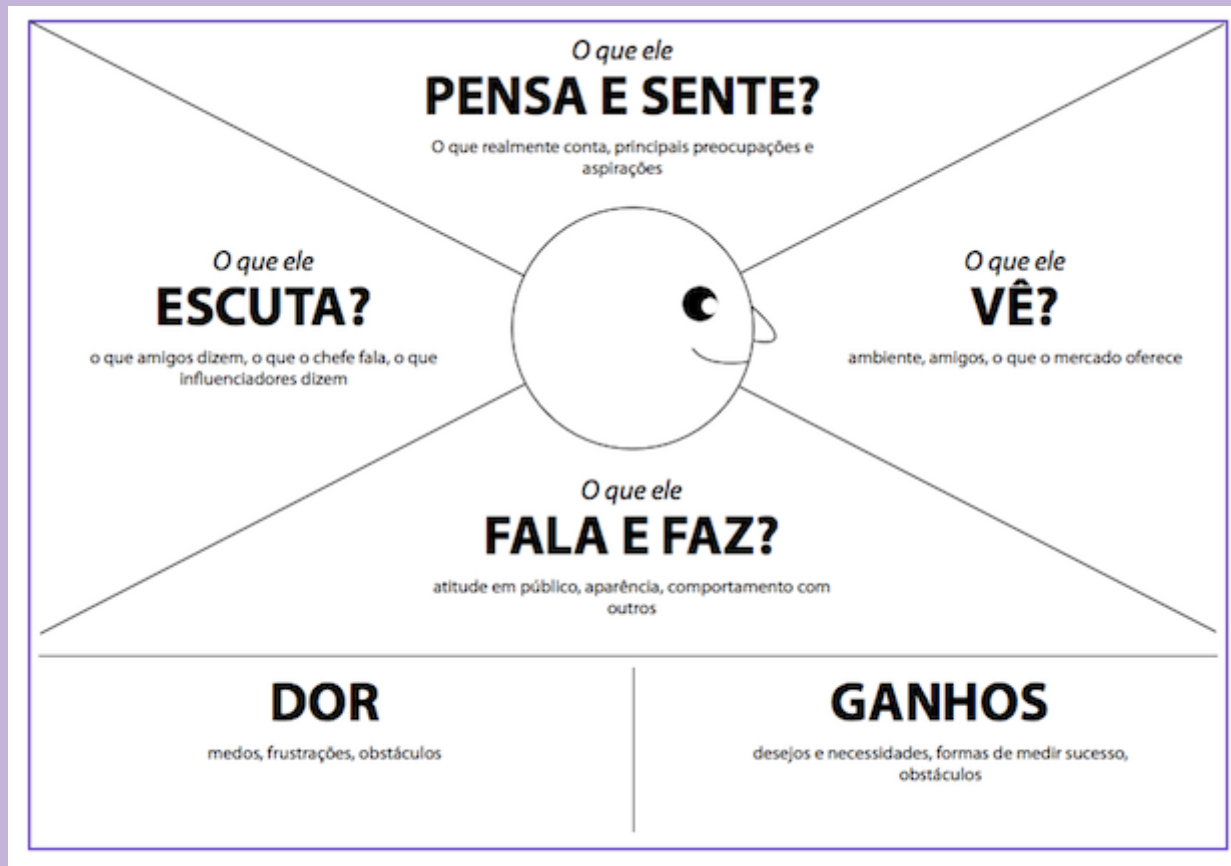 O que ele
PENSA E SENTE?
O que realmente conta, principais preocupações e
aspirações
O que ele
ESCUTA?
o que amigos dizem, o que o chefe fala, o que
influenciadores dizem
O que ele
VÊ?
ambiente, amigos, o que o mercado oferece
O que ele
FALA E FAZ?
atitude em público, aparência, comportamento com
outros
DOR
medos, frustrações, obstáculos
GANHOS
desejos e necessidades, formas de medir sucesso,
obstáculos